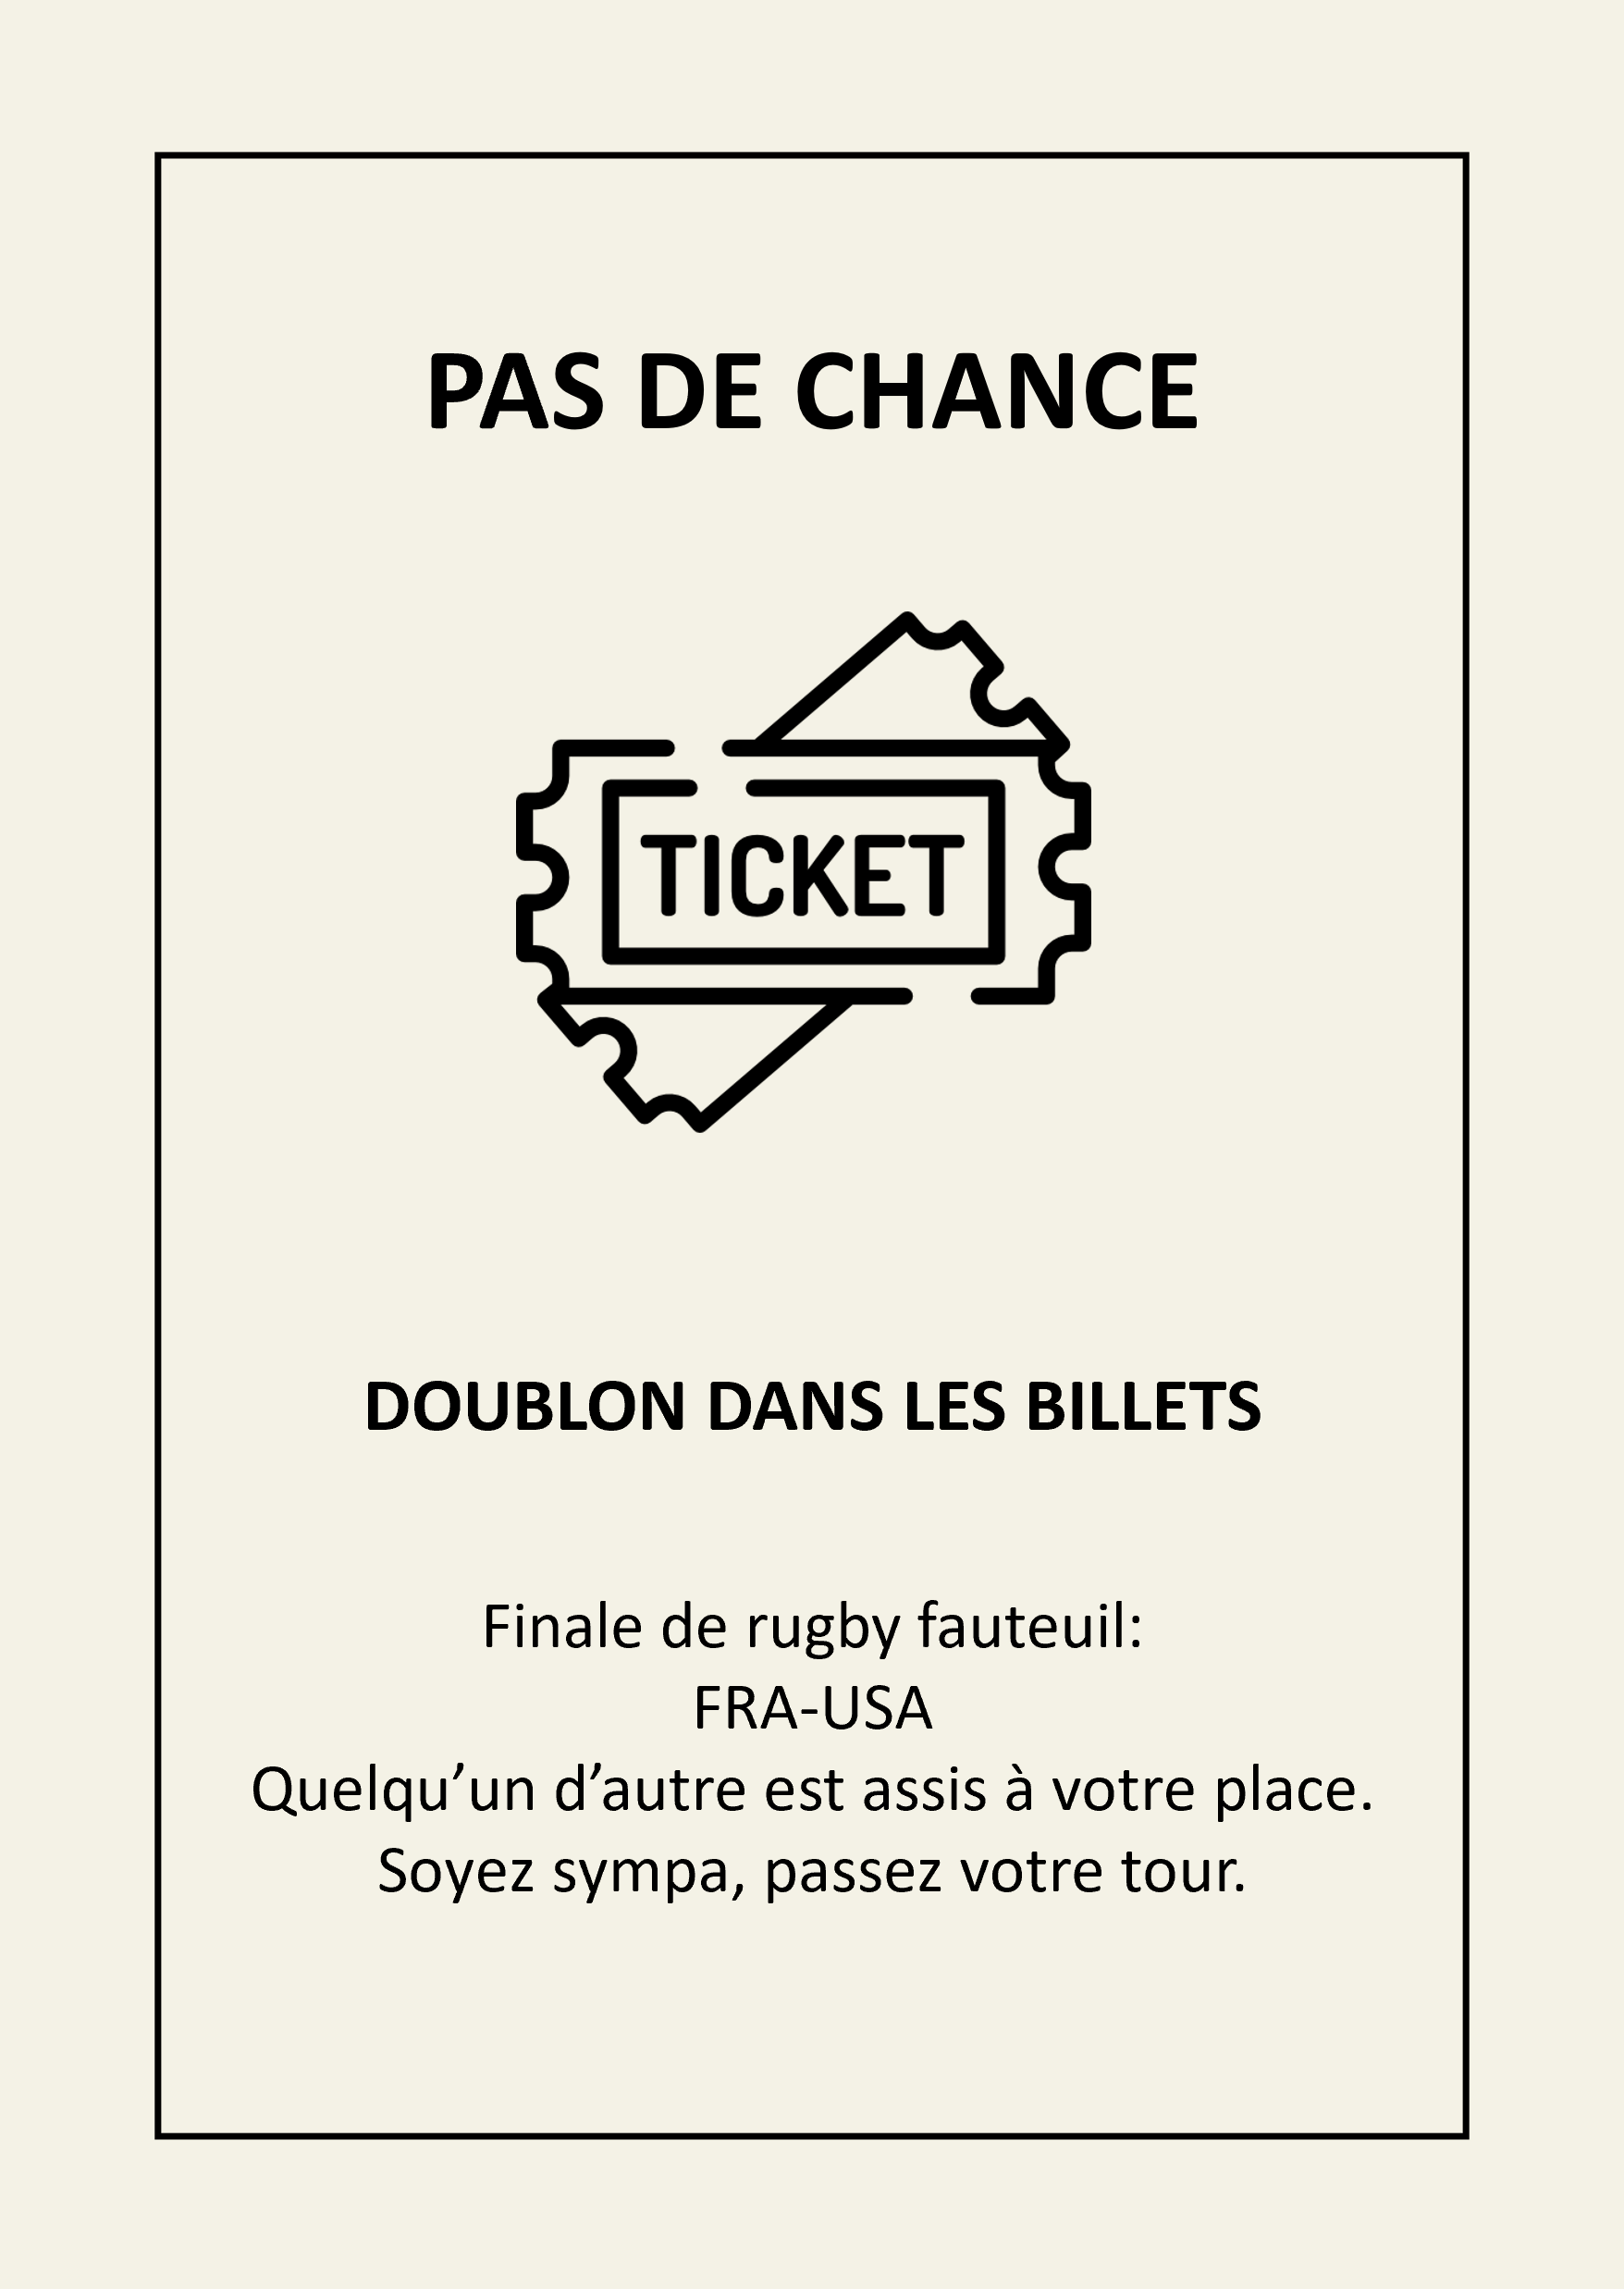 PAS DE CHANCE
TICKET
DOUBLON DANS LES BILLETS
Finale de rugby fauteuil:
FRA-USA
Quelqu’un d’autre est assis à votre place.
Soyez sympa, passez votre tour.